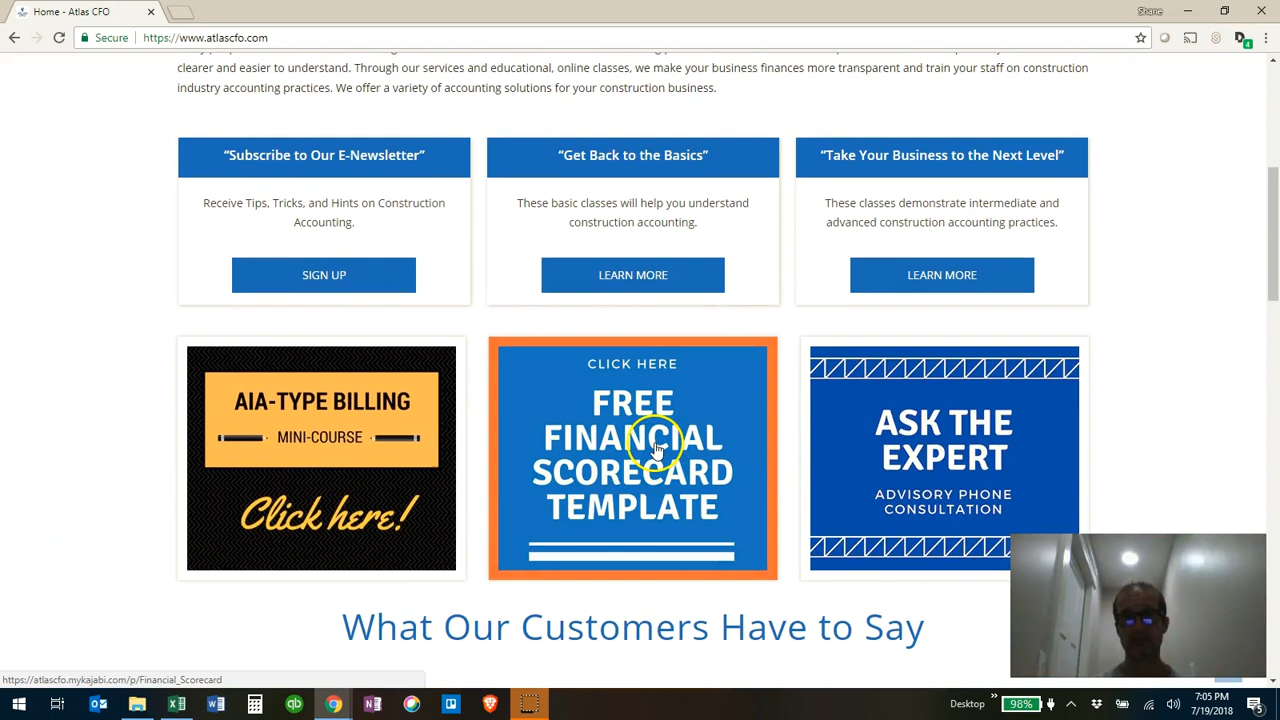 Home - Atlas CFO
Shane
Secure
https://www.atlascfo.com
4
clearer and easier to understand. Through our services and educational, online classes, we make your business finances more transparent and train your staff on construction
industry accounting practices. We offer a variety of accounting solutions for your construction business.
“Subscribe to Our E-Newsletter”
Receive Tips, Tricks, and Hints on Construction
Accounting.
SIGN UP
“Get Back to the Basics”
These basic classes will help you understand
construction accounting.
LEARN MORE
“Take Your Business to the Next Level”
These classes demonstrate intermediate and
advanced construction accounting practices.
LEARN MORE
AIA-TYPE BILLING
MINI-COURSE
Click here!
CLICK HERE
FREE
FINANCIAL
SCORECARD
TEMPLATE
ASK THE
EXPERT
ADVISORY PHONE
CONSULTATION
What Our Customers Have to Say
https://atlascfo.mykajabi.com/p/Financial_Scorecard
Desktop
98%
7:05 PM
7/19/2018
5